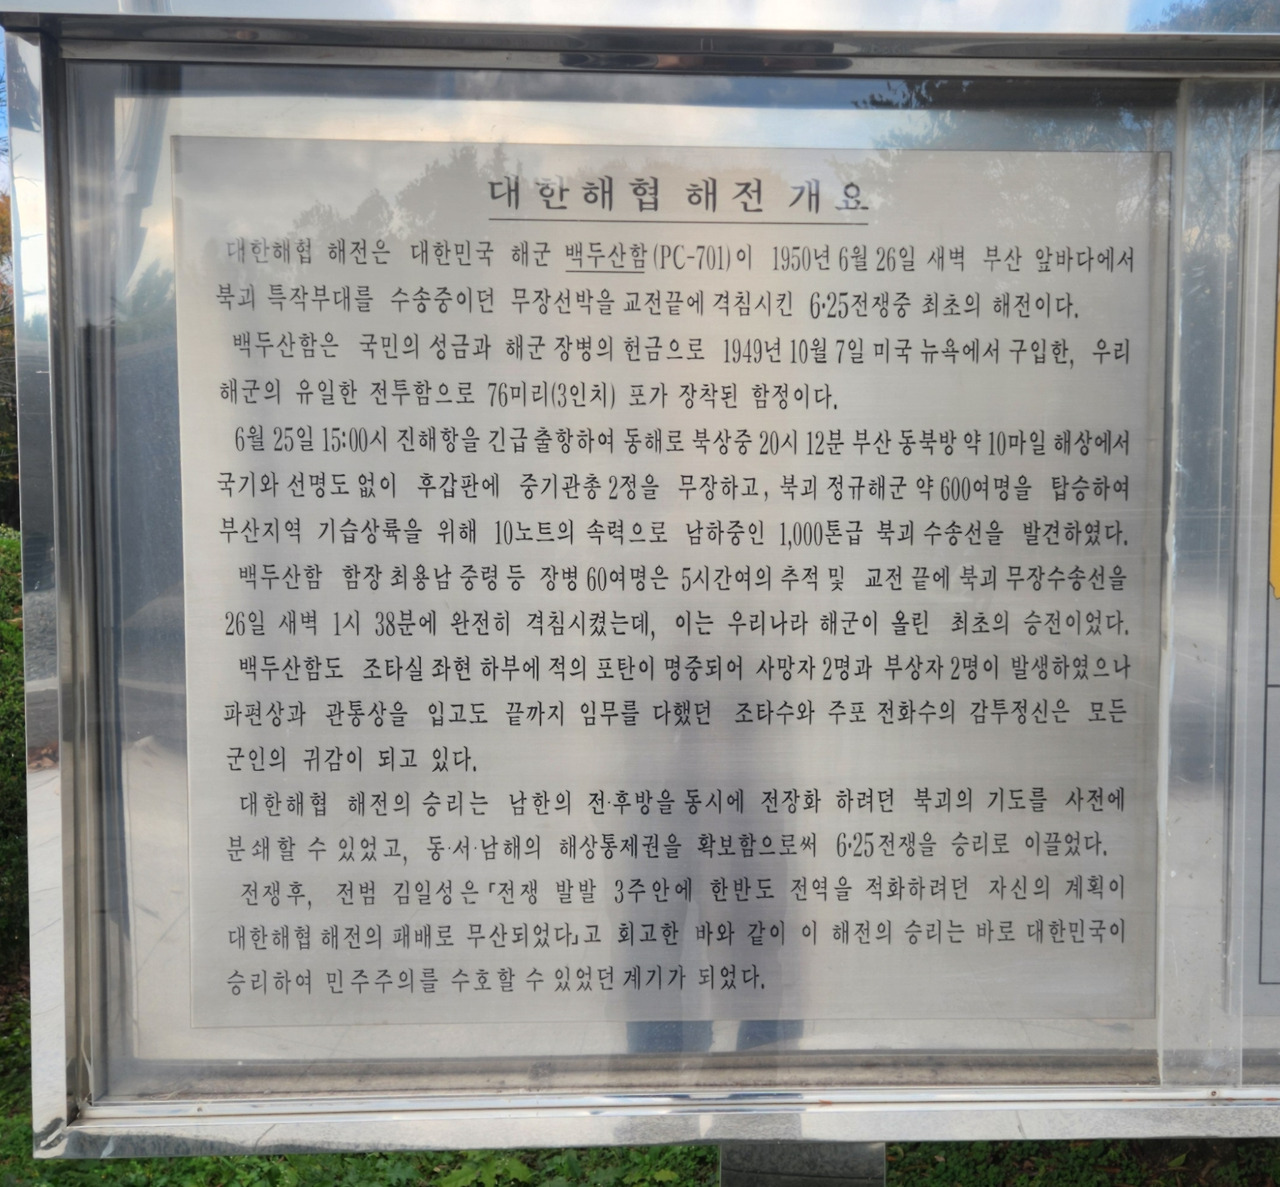 대한해협 해전 개요
대한해협 해전은 대한민국 해군 백두산함(PC-701)이 1950년 6월 26일 새벽 부산 앞바다에서
북괴 특작부대를 수송중이던 무장선박을 교전끝에 격침시킨 6·25전쟁중 최초의 해전이다.
백두산함은 국민의 성금과 해군 장병의 헌금으로 1949년 10월 7일 미국 뉴욕에서 구입한, 우리
해군의 유일한 전투함으로 76미리(3인치) 포가 장착된 함정이다.
6월 25일 15:00시 진해항을 긴급 출항하여 동해로 북상중 20시 12분 부산 동북방 약 10마일 해상에서
국기와 선명도 없이 후갑판에 중기관총 2정을 무장하고, 북괴 정규해군 약 600여명을 탑승하여
부산지역 기습상륙을 위해 10노트의 속력으로 남하중인 1,000톤급 북괴 수송선을 발견하였다.
백두산함 함장 최용남 중령 등 장병 60여명은 5시간여의 추적 및 교전 끝에 북괴 무장수송선을
26일 새벽 1시 38분에 완전히 격침시켰는데, 이는 우리나라 해군이 올린 최초의 승전이었다.
백두산함도 조타실 좌현 하부에 적의 포탄이 명중되어 사망자 2명과 부상자 2명이 발생하였으나
파편상과 관통상을 입고도 끝까지 임무를 다했던 조타수와 주포 전화수의 감투정신은 모든
군인의 귀감이 되고 있다.
대한해협 해전의 승리는 남한의 전·후방을 동시에 전장화 하려던 북괴의 기도를 사전에
분쇄할 수 있었고, 동·서·남해의 해상통제권을 확보함으로써 6·25전쟁을 승리로 이끌었다.
전쟁후, 전범 김일성은 「전쟁 발발 3주안에 한반도 전역을 적화하려던 자신의 계획이
대한해협 해전의 패배로 무산되었다」고 회고한 바와 같이 이 해전의 승리는 바로 대한민국이
승리하여 민주주의를 수호할 수 있었던 계기가 되었다.